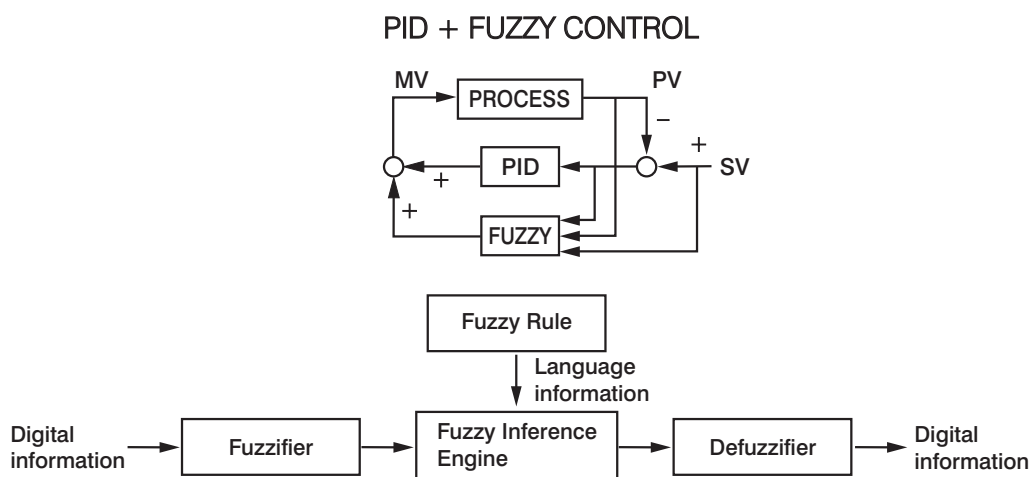 PID + FUZZY CONTROL
MV
PROCESS
PV
−
+
PID
+
SV
+
FUZZY
Fuzzy Rule
Language
information
Digital
information
Fuzzifier
Fuzzy Inference
Engine
Defuzzifier
Digital
information